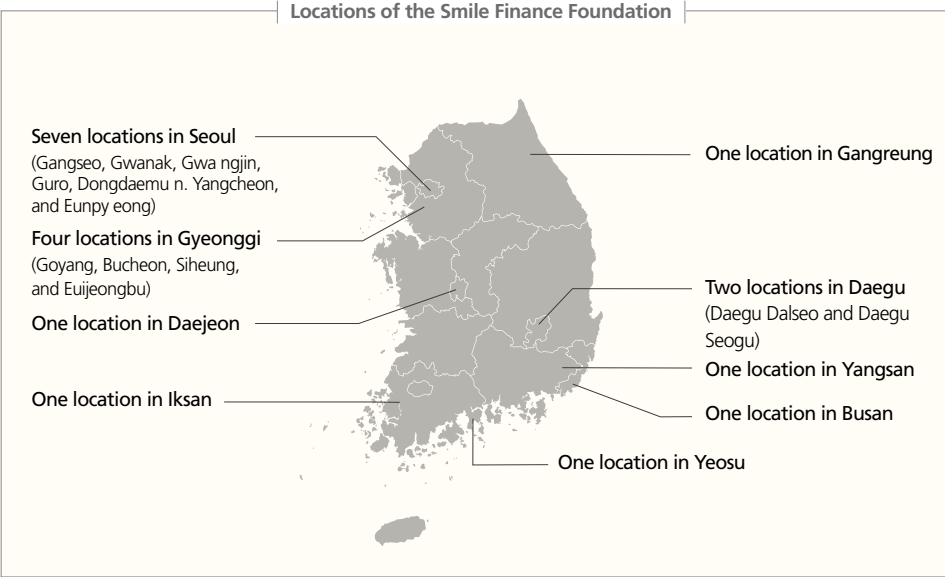 Locations of the Smile Finance Foundation
Seven locations in Seoul
(Gangseo, Gwanak, Gwa ngjin,
Guro, Dongdaemu n. Yangcheon,
and Eunpy eong)
Four locations in Gyeonggi
(Goyang, Bucheon, Siheung,
and Euijeongbu)
One location in Daejeon
One location in Iksan
One location in Gangreung
Two locations in Daegu
(Daegu Dalseo and Daegu
Seogu)
One location in Yangsan
One location in Busan
One location in Yeosu